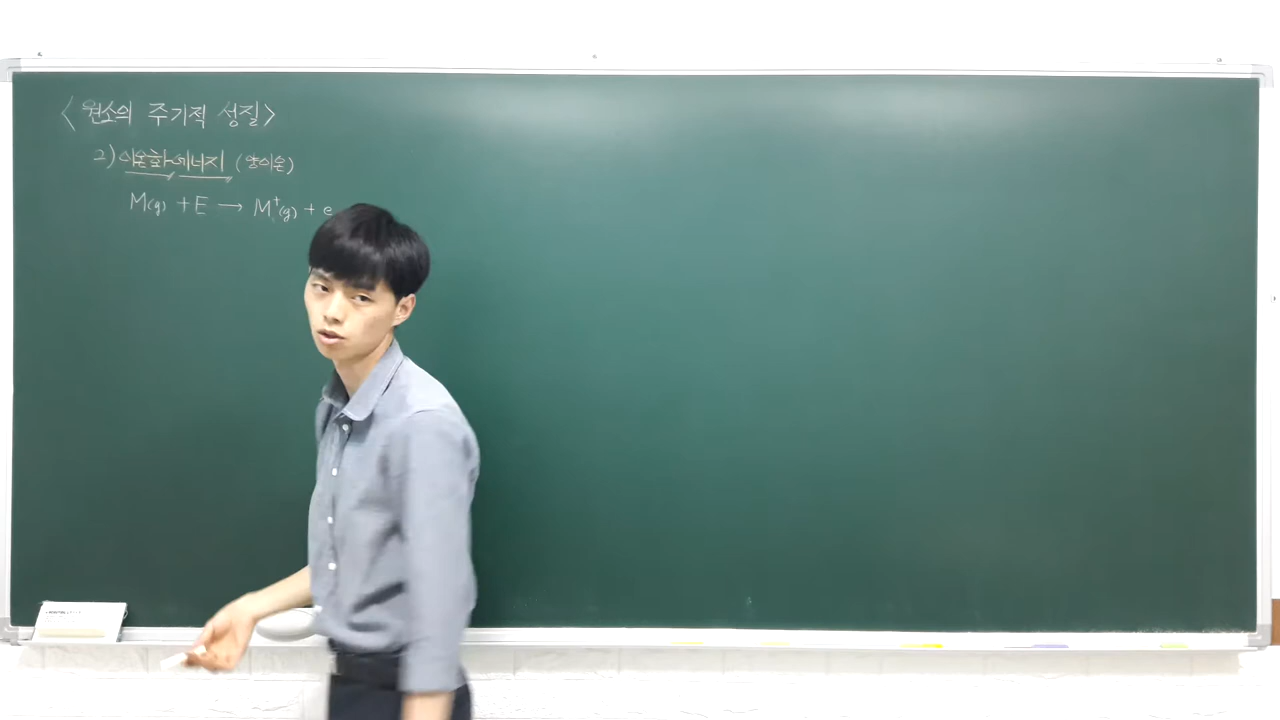 <원소의 주기적 성질>
2) 이온화에너지 (양이온)
M(g) + E → M⁺(g) + e